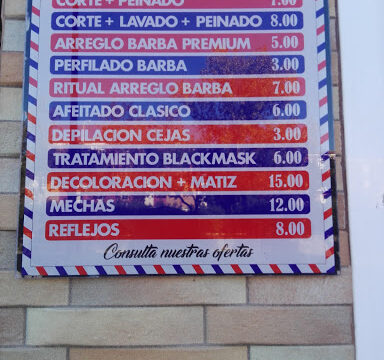 CORTE + PEINADO 7.00
CORTE + LAVADO + PEINADO 8.00
ARREGLO BARBA PREMIUM 5.00
PERFILADO BARBA 3.00
RITUAL ARREGLO BARBA 7.00
AFEITADO CLASICO 6.00
DEPILACION CEJAS 3.00
TRATAMIENTO BLACKMASK 6.00
DECOLORACION + MATIZ 15.00
MECHAS 12.00
REFLEJOS 8.00
Consulta nuestras ofertas